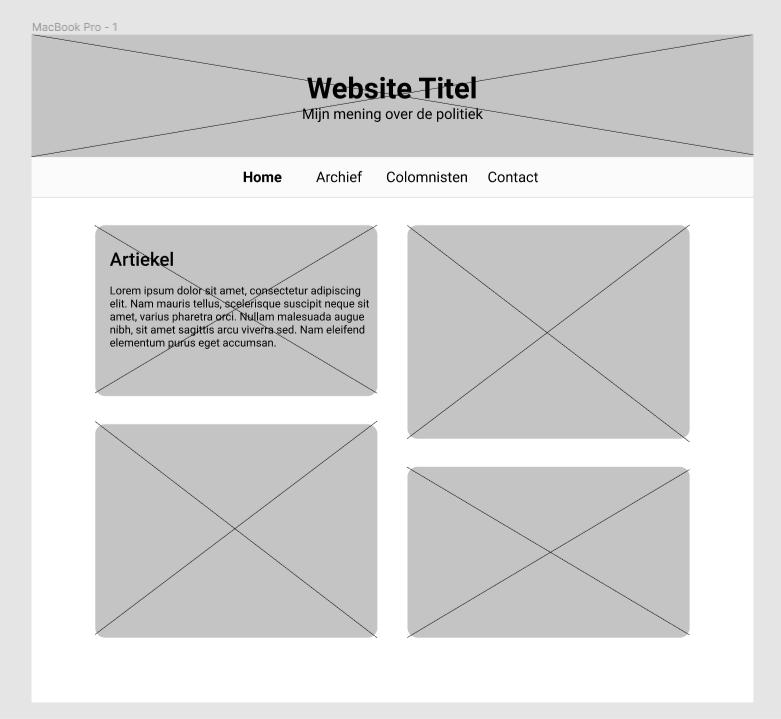 MacBook Pro - 1
Website Titel
Mijn mening over de politiek
Home Archief Colomnisten Contact
Artiekel
Lorem ipsum dolor sit amet, consectetur adipiscing
elit. Nam mauris tellus, scelerisque suscipit neque sit
amet, varius pharetra orci. Nullam malesuada augue
nibh, sit amet sagittis arcu viverra sed. Nam eleifend
elementum purus eget accumsan.